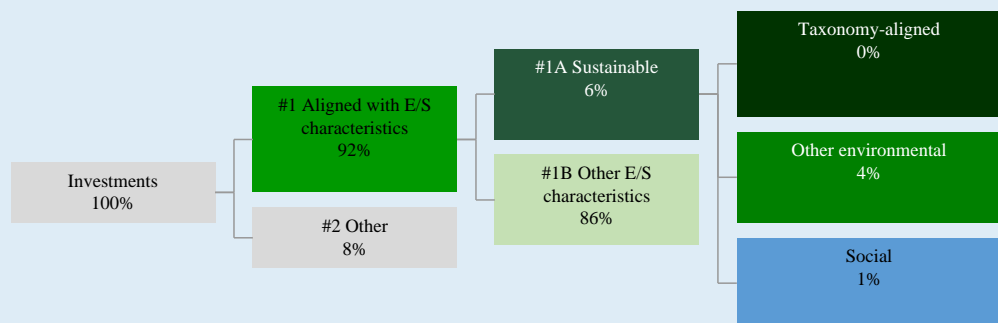 Investments
100%
#1 Aligned with E/S
characteristics
92%
#2 Other
8%
#1A Sustainable
6%
#1B Other E/S
characteristics
86%
Taxonomy-aligned
0%
Other environmental
4%
Social
1%